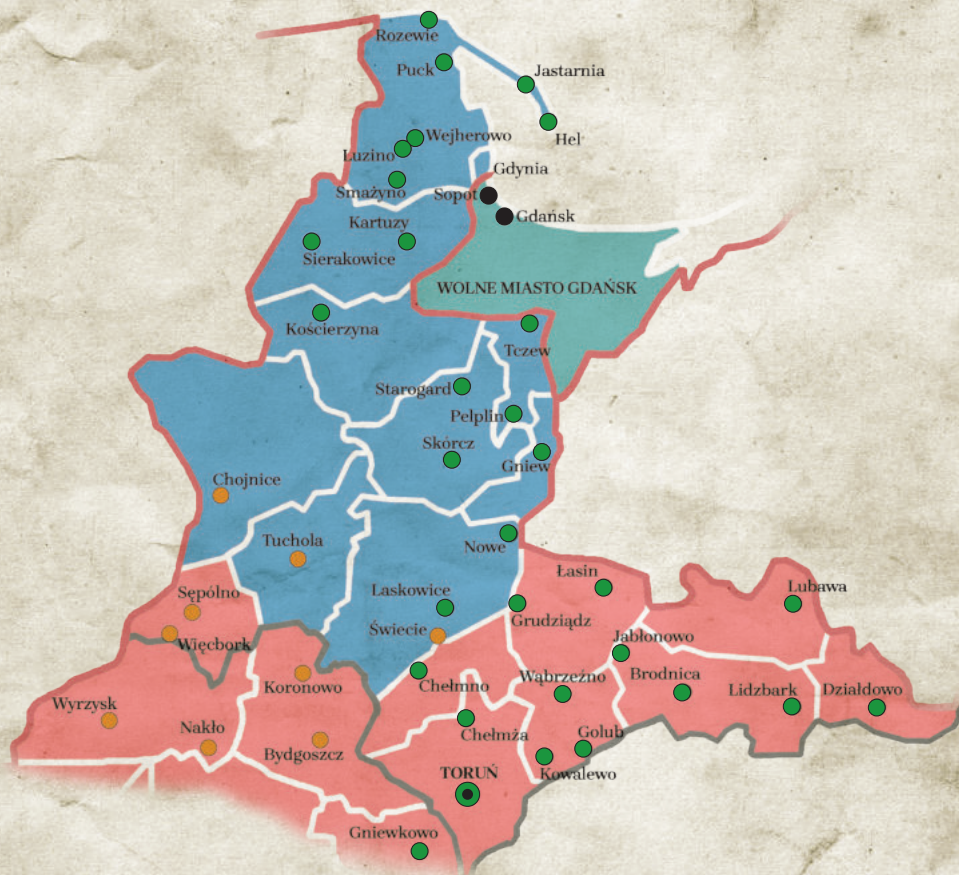 Rozewie
Puck
Jastarnia
Hel
Wejherowo
Luzino
Smażyno
Gdynia
Sopot
Gdańsk
Kartuzy
Sierakowice
WOLNE MIASTO GDAŃSK
Kościerzyna
Tczew
Starogard
Pelplin
Skórcz
Gniew
Chojnice
Tuchola
Nowe
Łasin
Lubawa
Sępólno
Laskowice
Grudziądz
Świecie
Więcbork
Jabłonowo
Koronowo
Chełmno
Wąbrzeźno
Brodnica
Lidzbark
Działdowo
Wyrzysk
Nakło
Bydgoszcz
Chełmża
Golub
TORUŃ
Kowalewo
Gniewkowo